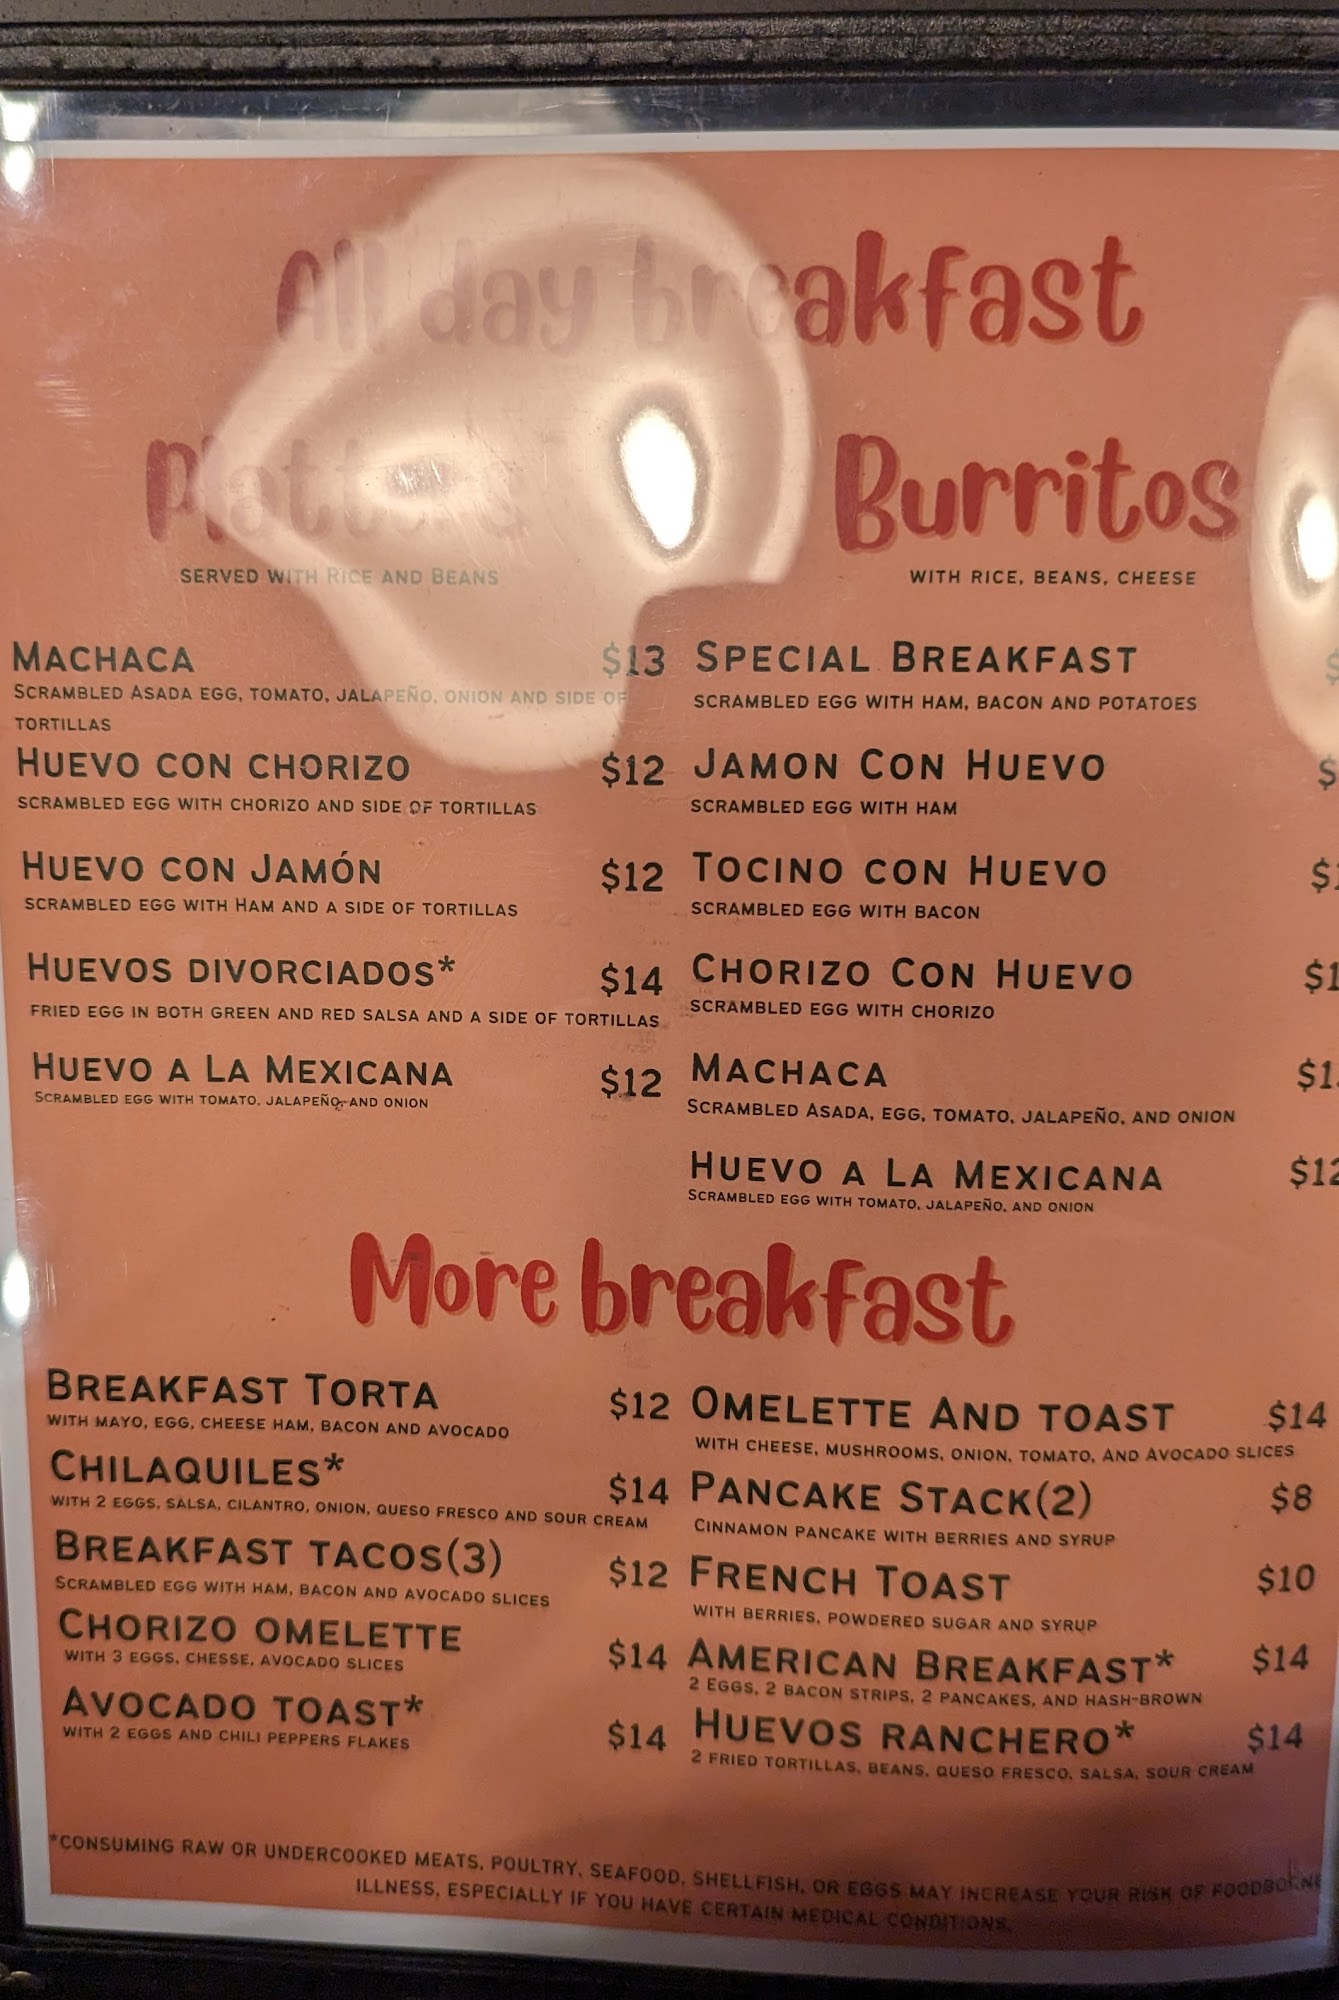 All day breakfast
Platters
SERVED WITH RICE AND BEANS
MACHACA $13
SCRAMBLED ASADA EGG, TOMATO, JALAPEÑO, ONION AND SIDE OF
TORTILLAS
HUEVO CON CHORIZO $12
SCRAMBLED EGG WITH CHORIZO AND SIDE OF TORTILLAS
HUEVO CON JAMÓN $12
SCRAMBLED EGG WITH HAM AND A SIDE OF TORTILLAS
HUEVOS DIVORCIADOS* $14
FRIED EGG IN BOTH GREEN AND RED SALSA AND A SIDE OF TORTILLAS
HUEVO A LA MEXICANA $12
SCRAMBLED EGG WITH TOMATO, JALAPEÑO, AND ONION
Burritos
WITH RICE, BEANS, CHEESE
SPECIAL BREAKFAST
SCRAMBLED EGG WITH HAM, BACON AND POTATOES
JAMON CON HUEVO $
SCRAMBLED EGG WITH HAM
TOCINO CON HUEVO $
SCRAMBLED EGG WITH BACON
CHORIZO CON HUEVO $1
SCRAMBLED EGG WITH CHORIZO
MACHACA $1
SCRAMBLED ASADA, EGG, TOMATO, JALAPEÑO, AND ONION
HUEVO A LA MEXICANA $12
SCRAMBLED EGG WITH TOMATO, JALAPEÑO, AND ONION
More breakfast
BREAKFAST TORTA $12
WITH MAYO, EGG, CHEESE HAM, BACON AND AVOCADO
CHILAQUILES* $14
WITH 2 EGGS, SALSA, CILANTRO, ONION, QUESO FRESCO AND SOUR CREAM
BREAKFAST TACOS(3) $12
SCRAMBLED EGG WITH HAM, BACON AND AVOCADO SLICES
CHORIZO OMELETTE $14
WITH 3 EGGS, CHESSE, AVOCADO SLICES
AVOCADO TOAST* $14
WITH 2 EGGS AND CHILI PEPPERS FLAKES
OMELETTE AND TOAST $14
WITH CHEESE, MUSHROOMS, ONION, TOMATO, AND AVOCADO SLICES
PANCAKE STACK(2) $8
CINNAMON PANCAKE WITH BERRIES AND SYRUP
FRENCH TOAST $10
WITH BERRIES, POWDERED SUGAR AND SYRUP
AMERICAN BREAKFAST* $14
2 EGGS, 2 BACON STRIPS, 2 PANCAKES, AND HASH-BROWN
HUEVOS RANCHERO* $14
2 FRIED TORTILLAS, BEANS, QUESO FRESCO, SALSA, SOUR CREAM
*CONSUMING RAW OR UNDERCOOKED MEATS, POULTRY, SEAFOOD, SHELLFISH, OR EGGS MAY INCREASE YOUR RISK OF FOODBORNE
ILLNESS, ESPECIALLY IF YOU HAVE CERTAIN MEDICAL CONDITIONS.